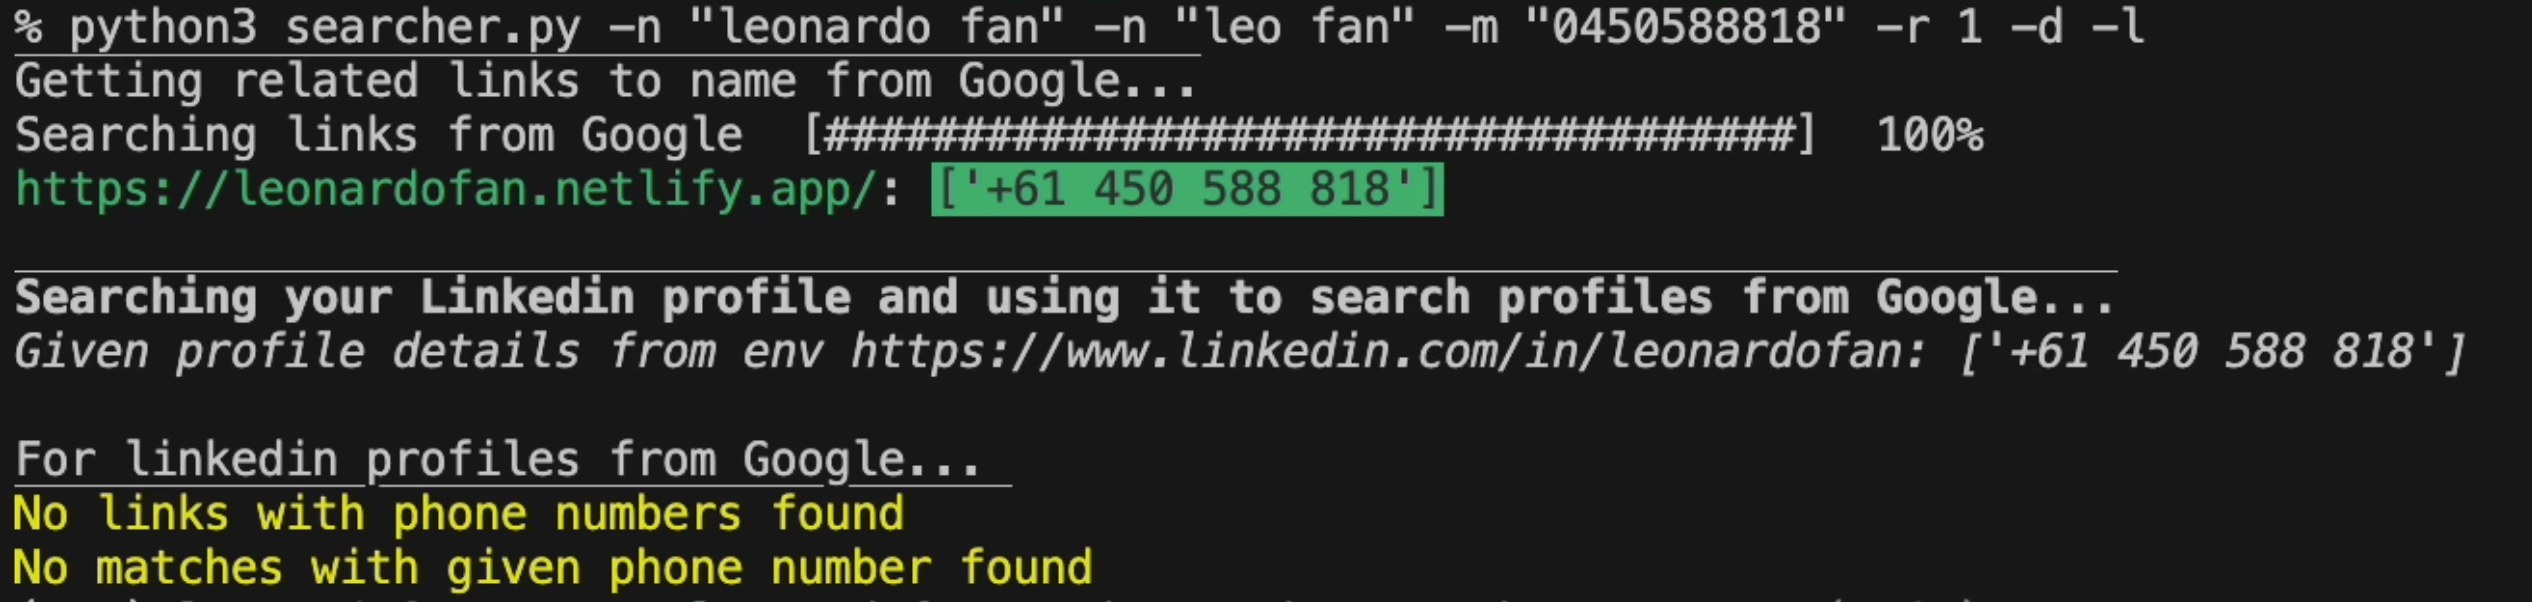 % python3 searcher.py -n "leonardo fan" -n "leo fan" -m "0450588818" -r 1 -d -l
Getting related links to name from Google...
Searching links from Google  [####################################]  100%
https://leonardofan.netlify.app/: ['+61 450 588 818']
Searching your Linkedin profile and using it to search profiles from Google...
Given profile details from env https://www.linkedin.com/in/leonardofan: ['+61 450 588 818']
For linkedin profiles from Google...
No links with phone numbers found
No matches with given phone number found